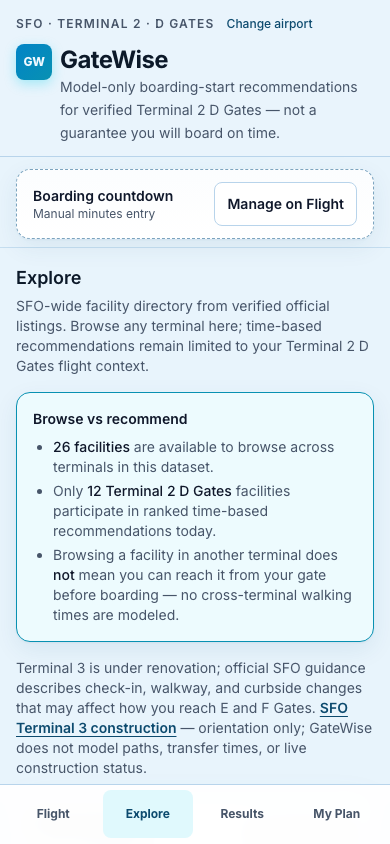 SFO · TERMINAL 2 · D GATES Change airport
GW GateWise
Model-only boarding-start recommendations
for verified Terminal 2 D Gates — not a
guarantee you will board on time.
Boarding countdown
Manual minutes entry
Manage on Flight
Explore
SFO-wide facility directory from verified official
listings. Browse any terminal here; time-based
recommendations remain limited to your Terminal 2 D
Gates flight context.
Browse vs recommend
• 26 facilities are available to browse across
terminals in this dataset.
• Only 12 Terminal 2 D Gates facilities
participate in ranked time-based
recommendations today.
• Browsing a facility in another terminal does
not mean you can reach it from your gate
before boarding — no cross-terminal walking
times are modeled.
Terminal 3 is under renovation; official SFO guidance
describes check-in, walkway, and curbside changes
that may affect how you reach E and F Gates. SFO
Terminal 3 construction — orientation only; GateWise
does not model paths, transfer times, or live
construction status.
Flight Explore Results My Plan